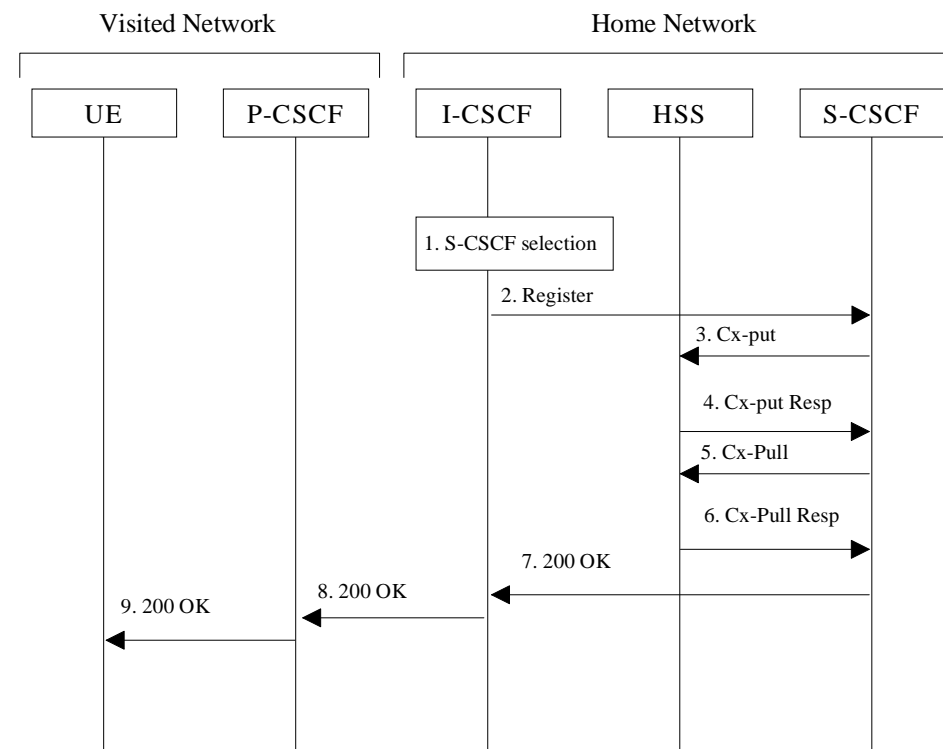 Visited Network
Home Network
UE
P-CSCF
I-CSCF
HSS
S-CSCF
1. S-CSCF selection
2. Register
3. Cx-put
4. Cx-put Resp
5. Cx-Pull
6. Cx-Pull Resp
7. 200 OK
8. 200 OK
9. 200 OK